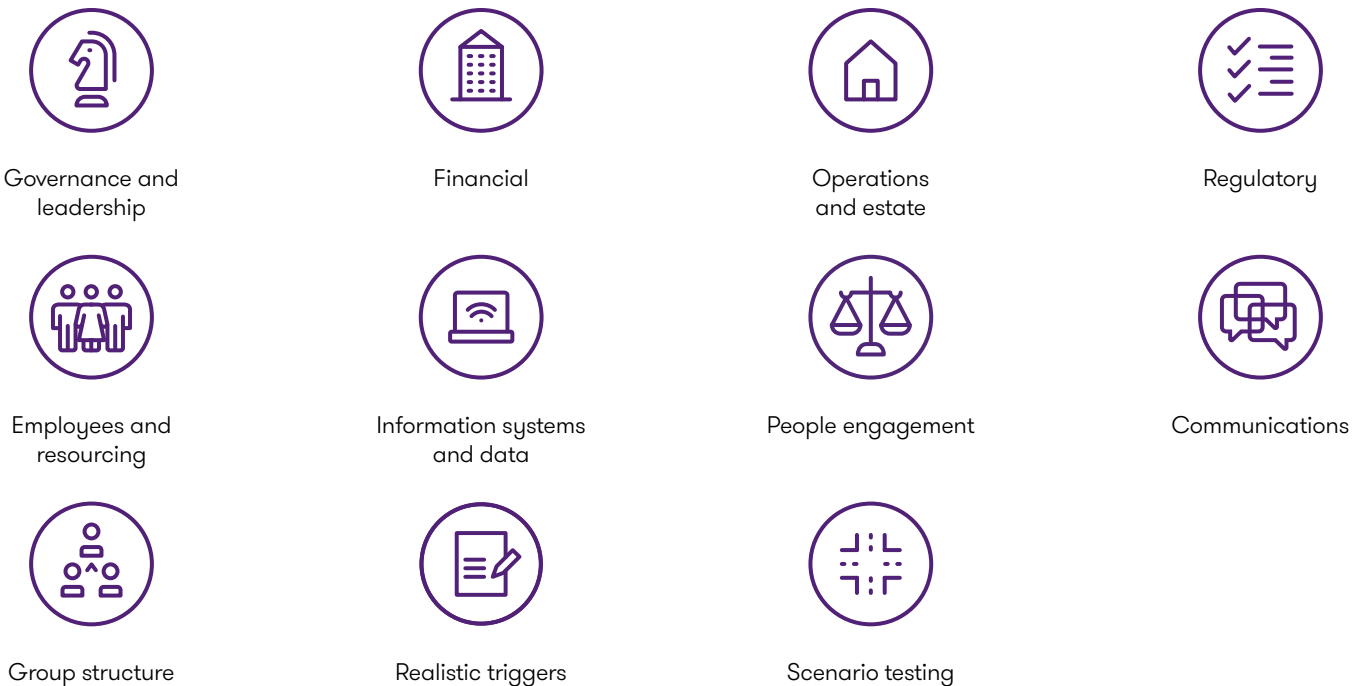 Governance and
leadership
Financial
Operations
and estate
Regulatory
Employees and
resourcing
Information systems
and data
People engagement
Communications
Group structure
Realistic triggers
Scenario testing